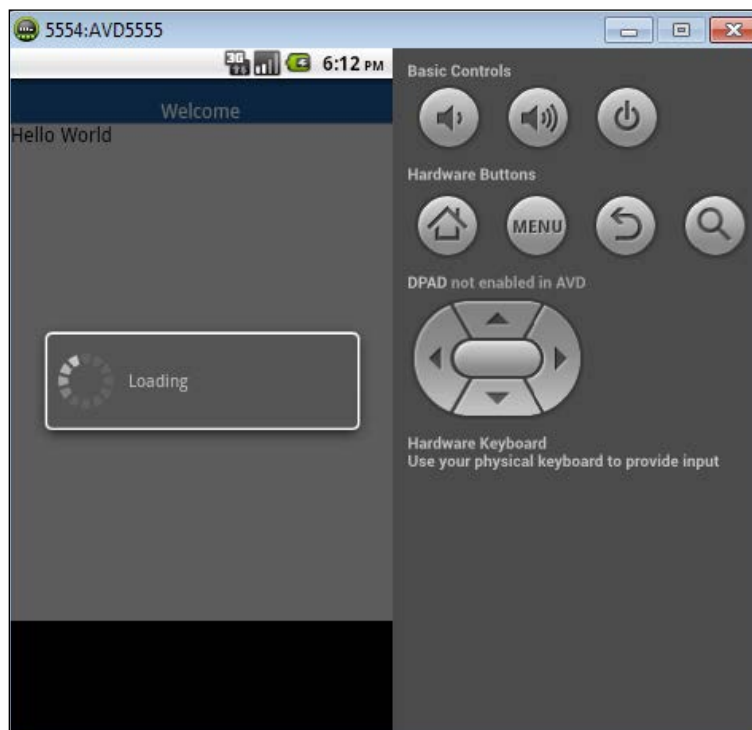 5554:AVD5555
3G 6:12 PM
Welcome
Hello World
Loading
Basic Controls
Hardware Buttons
MENU
DPAD not enabled in AVD
Hardware Keyboard
Use your physical keyboard to provide input